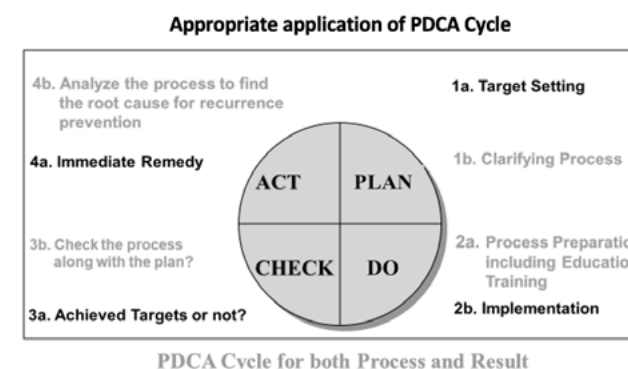 Appropriate application of PDCA Cycle
4b. Analyze the process to find
the root cause for recurrence
prevention
4a. Immediate Remedy
3b. Check the process
along with the plan?
3a. Achieved Targets or not?
ACT
PLAN
CHECK
DO
1a. Target Setting
1b. Clarifying Process
2a. Process Preparatio
including Educatio
Training
2b. Implementation
PDCA Cycle for both Process and Result